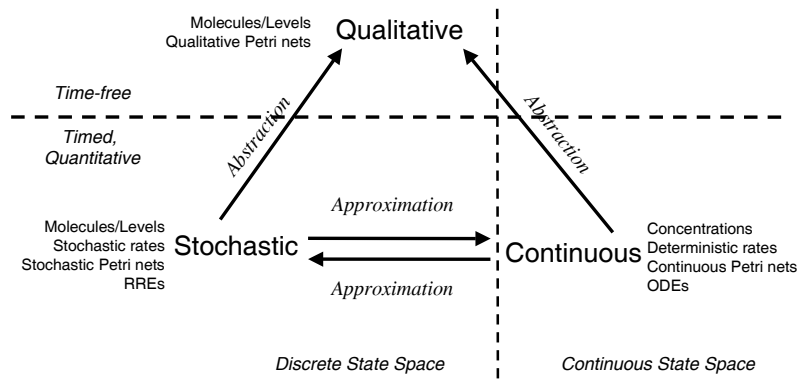 Molecules/Levels
Qualitative Petri nets
Qualitative
Time-free
Timed,
Quantitative
Abstraction
Abstraction
Molecules/Levels
Stochastic rates
Stochastic Petri nets
RREs
Stochastic
Approximation
Approximation
Continuous
Concentrations
Deterministic rates
Continuous Petri nets
ODEs
Discrete State Space
Continuous State Space